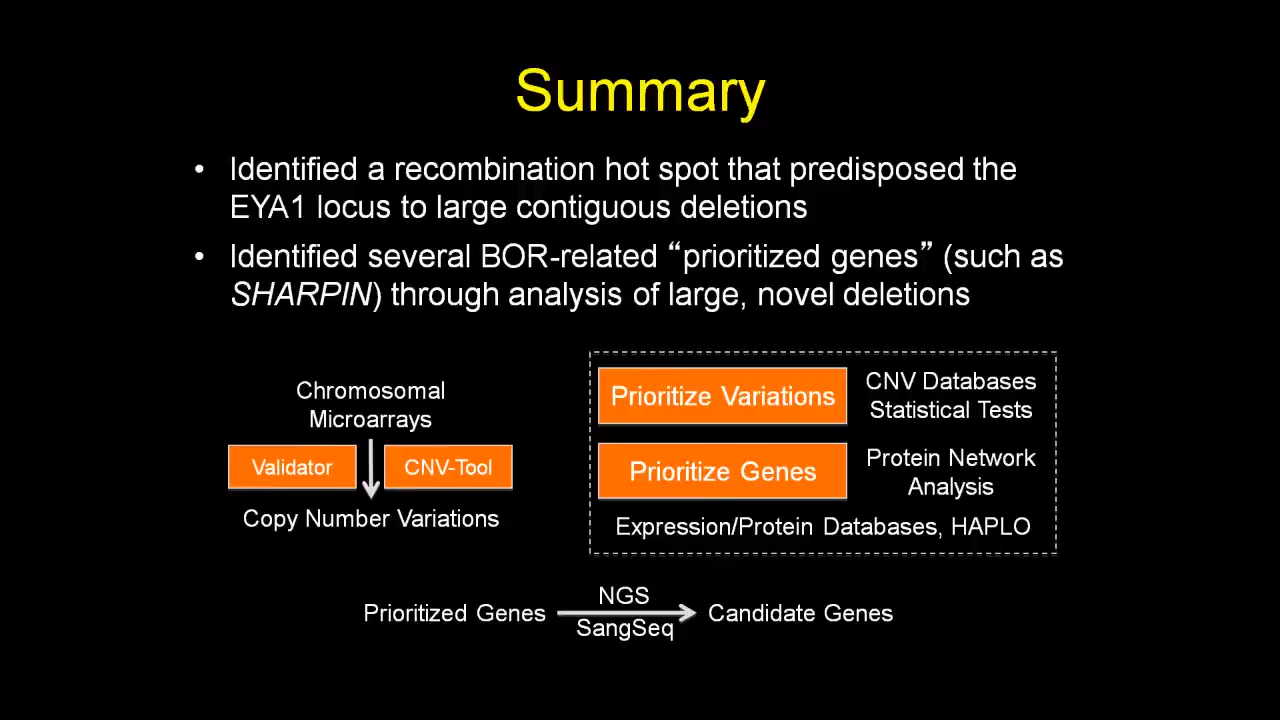 Summary
• Identified a recombination hot spot that predisposed the
EYA1 locus to large contiguous deletions
• Identified several BOR-related “prioritized genes” (such as
SHARPIN) through analysis of large, novel deletions
Chromosomal
Microarrays
Validator
CNV-Tool
Copy Number Variations
Prioritize Variations
CNV Databases
Statistical Tests
Prioritize Genes
Protein Network
Analysis
Expression/Protein Databases, HAPLO
Prioritized Genes
NGS
SangSeq
Candidate Genes